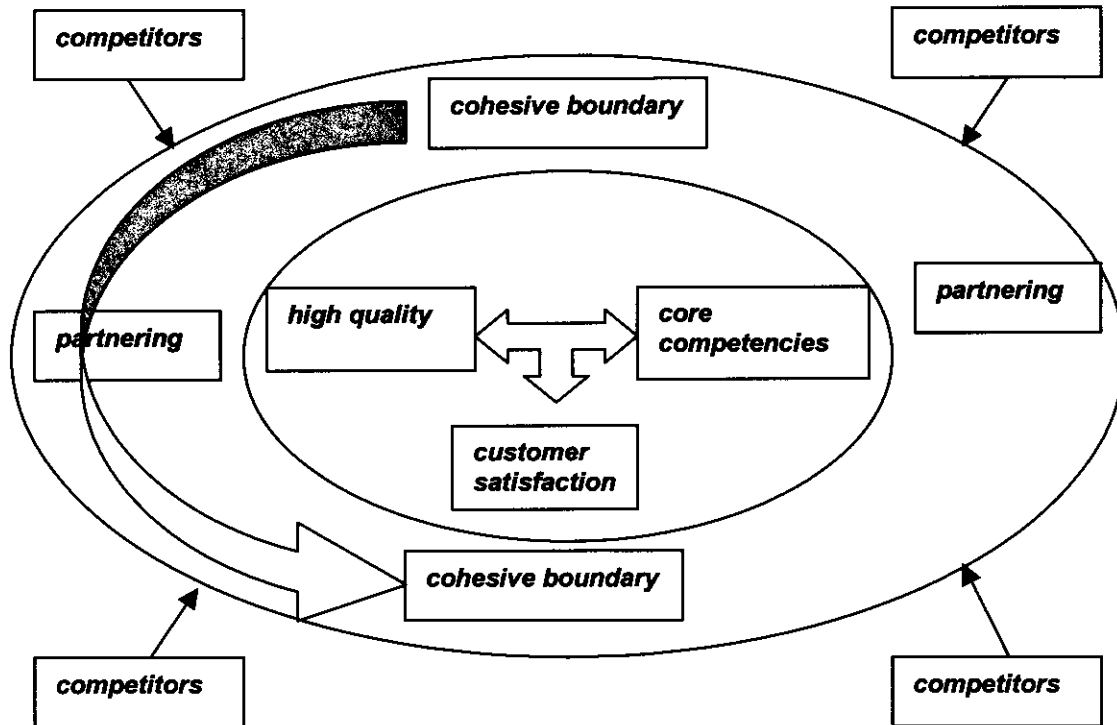 competitors
competitors
cohesive boundary
partnering
high quality
core
competencies
partnering
customer
satisfaction
cohesive boundary
competitors
competitors